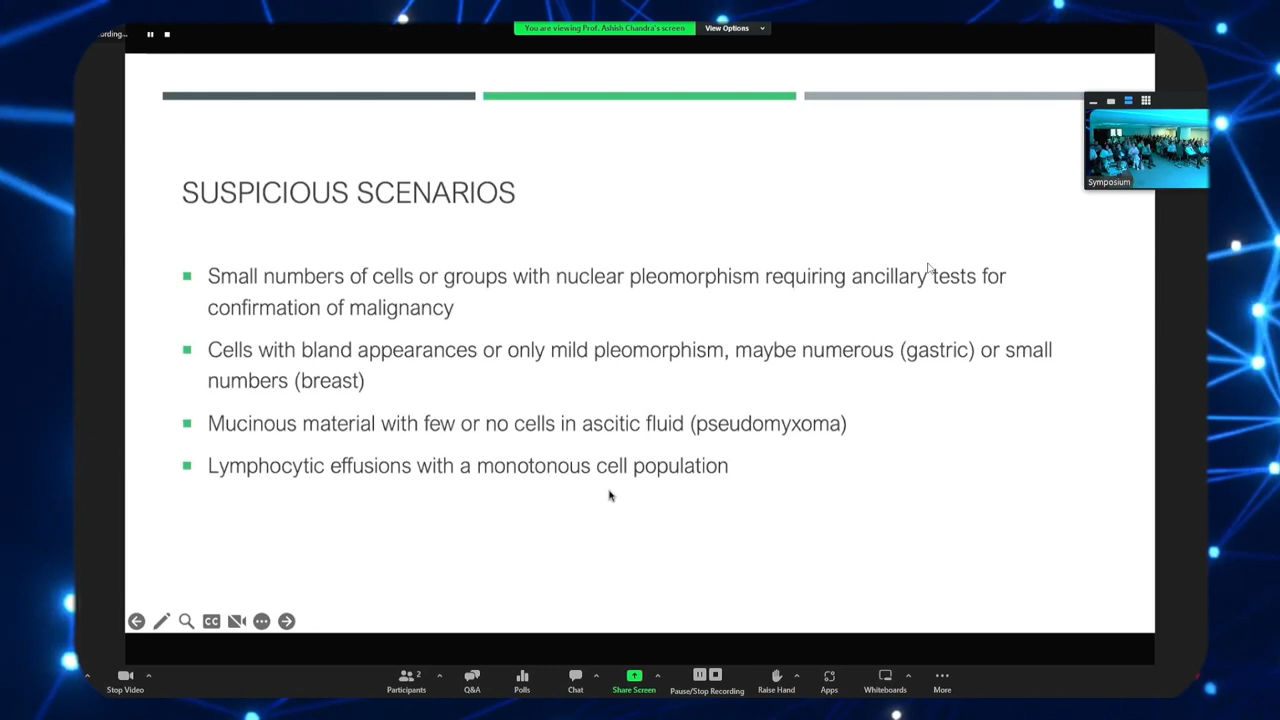 ording...
You are viewing Prof. Ashish Chandra's screen
View Options
Symposium
SUSPICIOUS SCENARIOS
Small numbers of cells or groups with nuclear pleomorphism requiring ancillary tests for
confirmation of malignancy
Cells with bland appearances or only mild pleomorphism, maybe numerous (gastric) or small
numbers (breast)
Mucinous material with few or no cells in ascitic fluid (pseudomyxoma)
Lymphocytic effusions with a monotonous cell population
CC
Stop Video
Participants 2
Q&A
Polls
Chat
Share Screen
Pause/Stop Recording
Raise Hand
Apps
Whiteboards
More